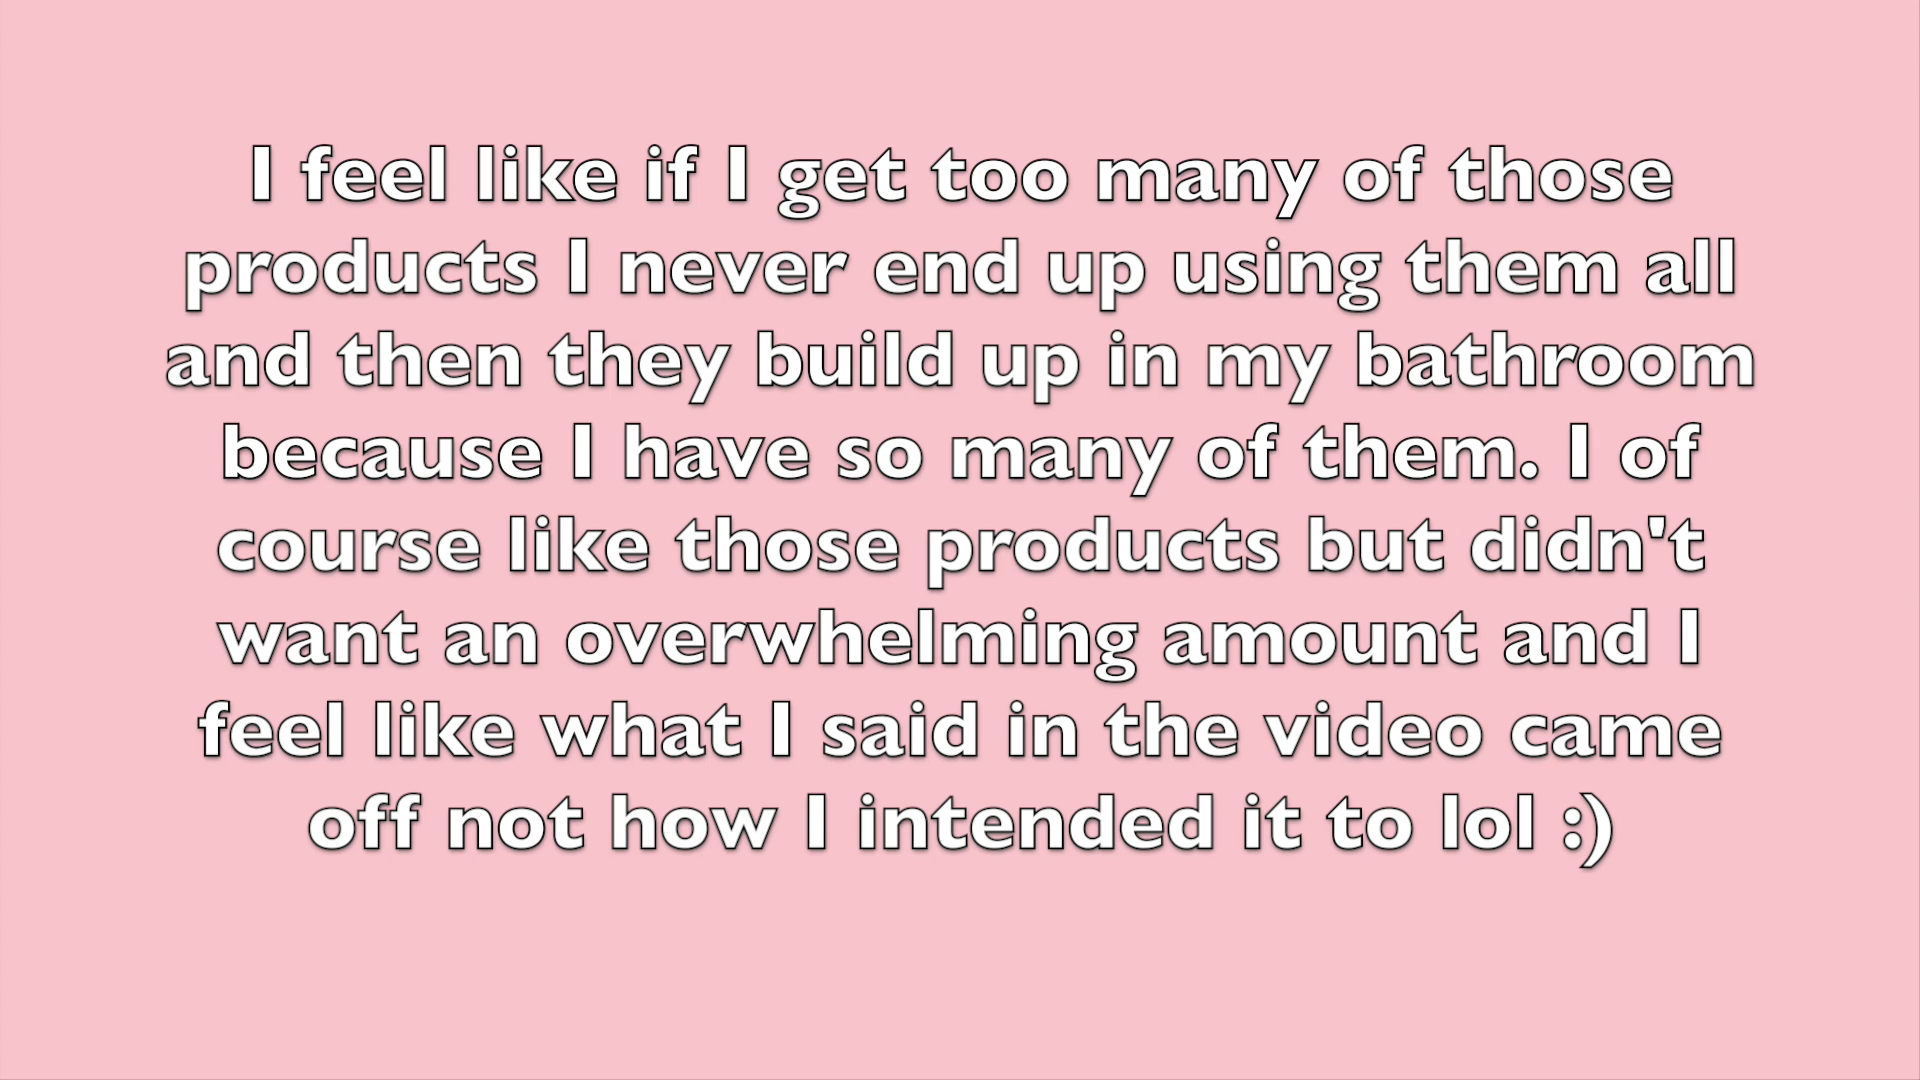 I feel like if I get too many of those
products I never end up using them all
and then they build up in my bathroom
because I have so many of them. I of
course like those products but didn't
want an overwhelming amount and I
feel like what I said in the video came
off not how I intended it to lol :)